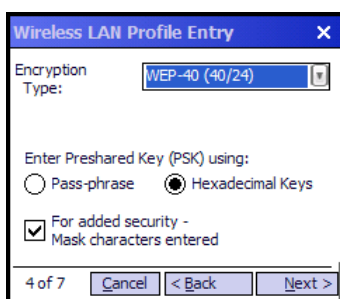 Wireless LAN Profile Entry X
Encryption Type: WEP-40 (40/24)
Enter Preshared Key (PSK) using:
Pass-phrase Hexadecimal Keys
For added security -
Mask characters entered
4 of 7 Cancel < Back Next >